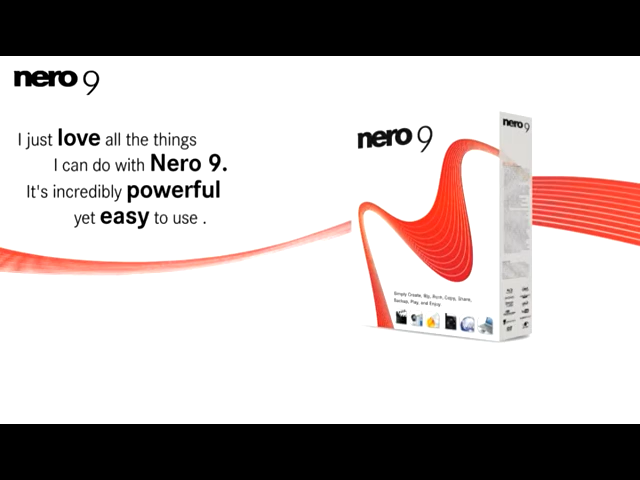 nero 9
I just love all the things
I can do with Nero 9.
It's incredibly powerful
yet easy to use .
nero 9
nero 9
Simply Create, Rip, Burn, Copy, Share,
Backup, Play, and Enjoy